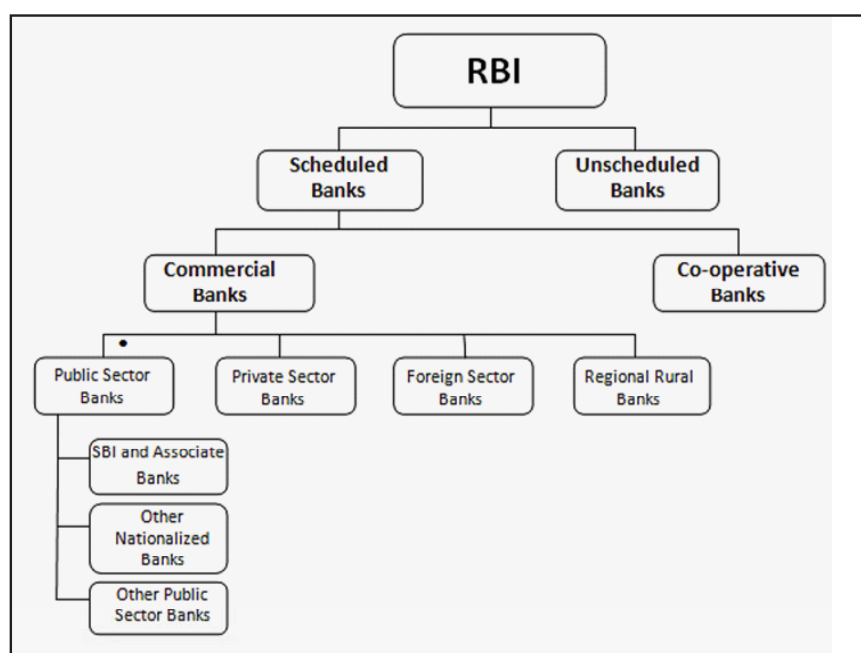 RBI
Scheduled
Banks
Unscheduled
Banks
Commercial
Banks
Co-operative
Banks
Public Sector
Banks
Private Sector
Banks
Foreign Sector
Banks
Regional Rural
Banks
SBI and Associate
Banks
Other
Nationalized
Banks
Other Public
Sector Banks